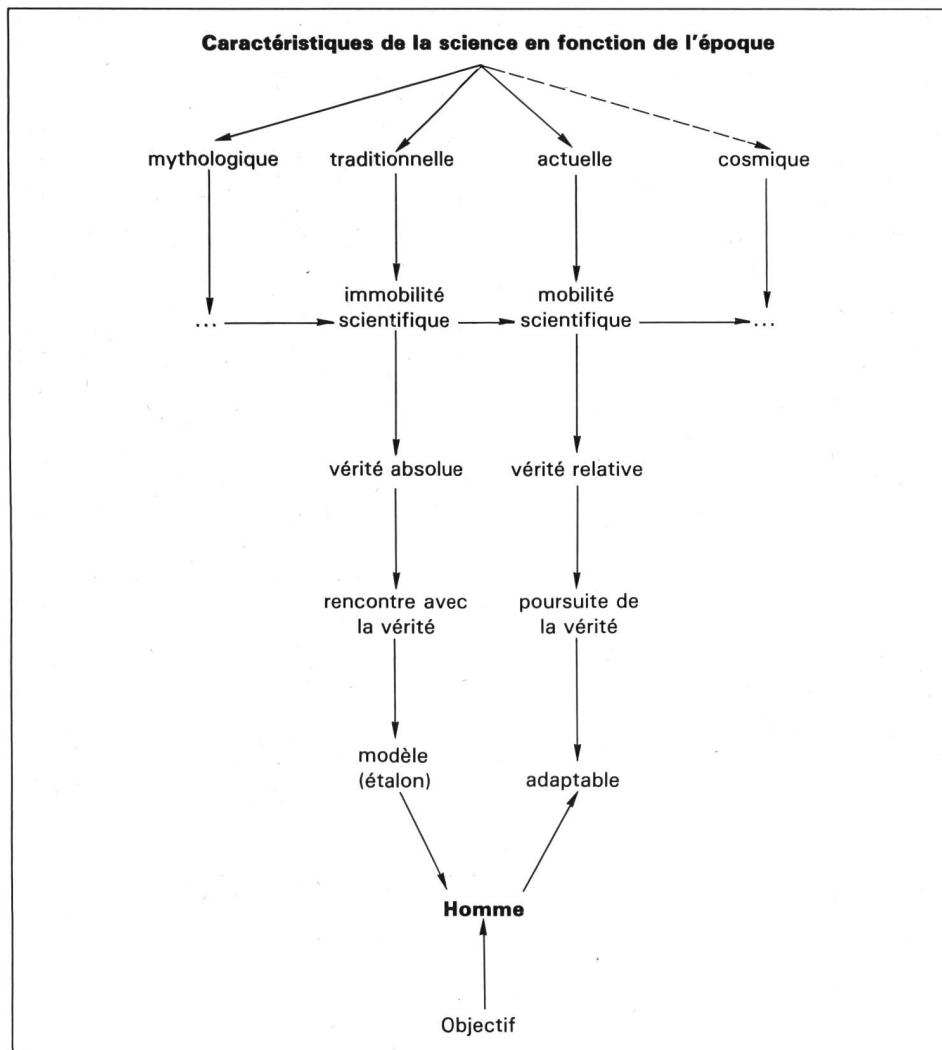 Caractéristiques de la science en fonction de l'époque
mythologique traditionnelle actuelle cosmique
immobilité mobilité
... scientifique scientifique ...
vérité absolue vérité relative
rencontre avec poursuite de
la vérité la vérité
modèle
(étalon) adaptable
Homme
Objectif